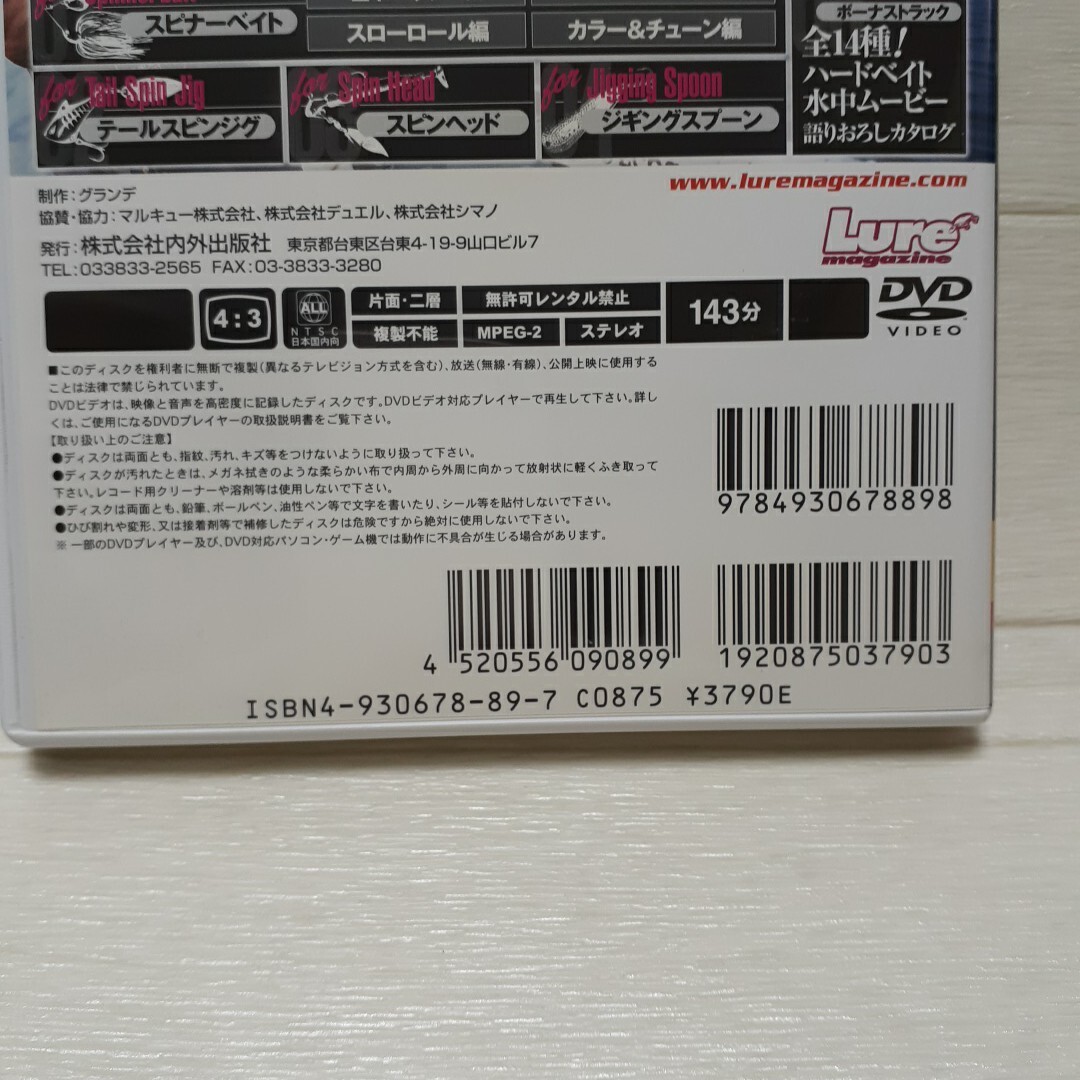 スピナーベイト
スローロール編
カラー&チューン編
ボーナストラック
全14種!
ハードベイト
水中ムービー
語りおろしカタログ
for Tail Spin Jig
テールスピンジグ
for Spin Head
スピンヘッド
for Jigging Spoon
ジギングスプーン
制作:グランデ
協賛・協力:マルキュー株式会社、株式会社デュエル、株式会社シマノ
発行:株式会社内外出版社 東京都台東区台東4-19-9山口ビル7
TEL:033833-2565 FAX:03-3833-3280
www.luremagazine.com
Lure
magazine
4:3
ALL
NTSC
日本国内向
片面・二層
無許可レンタル禁止
複製不能
MPEG-2
ステレオ
143分
DVD
VIDEO
■このディスクを権利者に無断で複製(異なるテレビジョン方式を含む)、放送(無線・有線)、公開上映に使用する
ことは法律で禁じられています。
DVDビデオは、映像と音声を高密度に記録したディスクです。DVDビデオ対応プレイヤーで再生して下さい。詳し
くは、ご使用になるDVDプレイヤーの取扱説明書をご覧下さい。
【取り扱い上のご注意】
●ディスクは両面とも、指紋、汚れ、キズ等をつけないように取り扱って下さい。
●ディスクが汚れたときは、メガネ拭きのような柔らかい布で内周から外周に向かって放射状に軽くふき取って
下さい。レコード用クリーナーや溶剤等は使用しないで下さい。
●ディスクは両面とも、鉛筆、ボールペン、油性ペン等で文字を書いたり、シール等を貼付しないで下さい。
●ひび割れや変形、又は接着剤等で補修したディスクは危険ですから絶対に使用しないで下さい。
※ 一部のDVDプレイヤー及び、DVD対応パソコン・ゲーム機では動作に不具合が生じる場合があります。
9784930678898
4 520556 090899
1920875037903
ISBN4-930678-89-7 C0875 ¥3790E